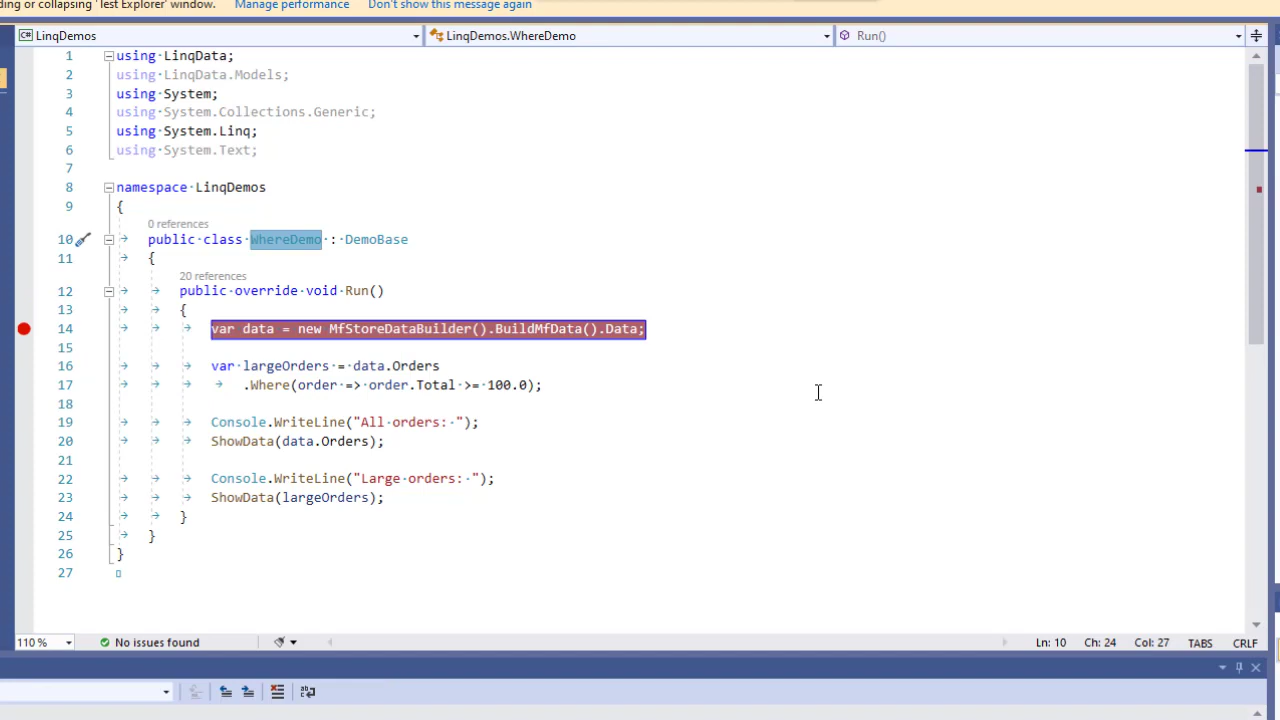 ding or collapsing 'Test Explorer' window. Manage performance Don't show this message again
C# LinqDemos LinqDemos.WhereDemo Run()
1 using LinqData;
2 using LinqData.Models;
3 using System;
4 using System.Collections.Generic;
5 using System.Linq;
6 using System.Text;
7
8 namespace LinqDemos
9 {
0 references
10 public class WhereDemo : DemoBase
11 {
20 references
12 public override void Run()
13 {
14 var data = new MfStoreDataBuilder().BuildMfData().Data;
15
16 var largeOrders = data.Orders
17 .Where(order => order.Total >= 100.0);
18
19 Console.WriteLine("All orders: ");
20 ShowData(data.Orders);
21
22 Console.WriteLine("Large orders: ");
23 ShowData(largeOrders);
24 }
25 }
26 }
27
110 % No issues found Ln: 10 Ch: 24 Col: 27 TABS CRLF